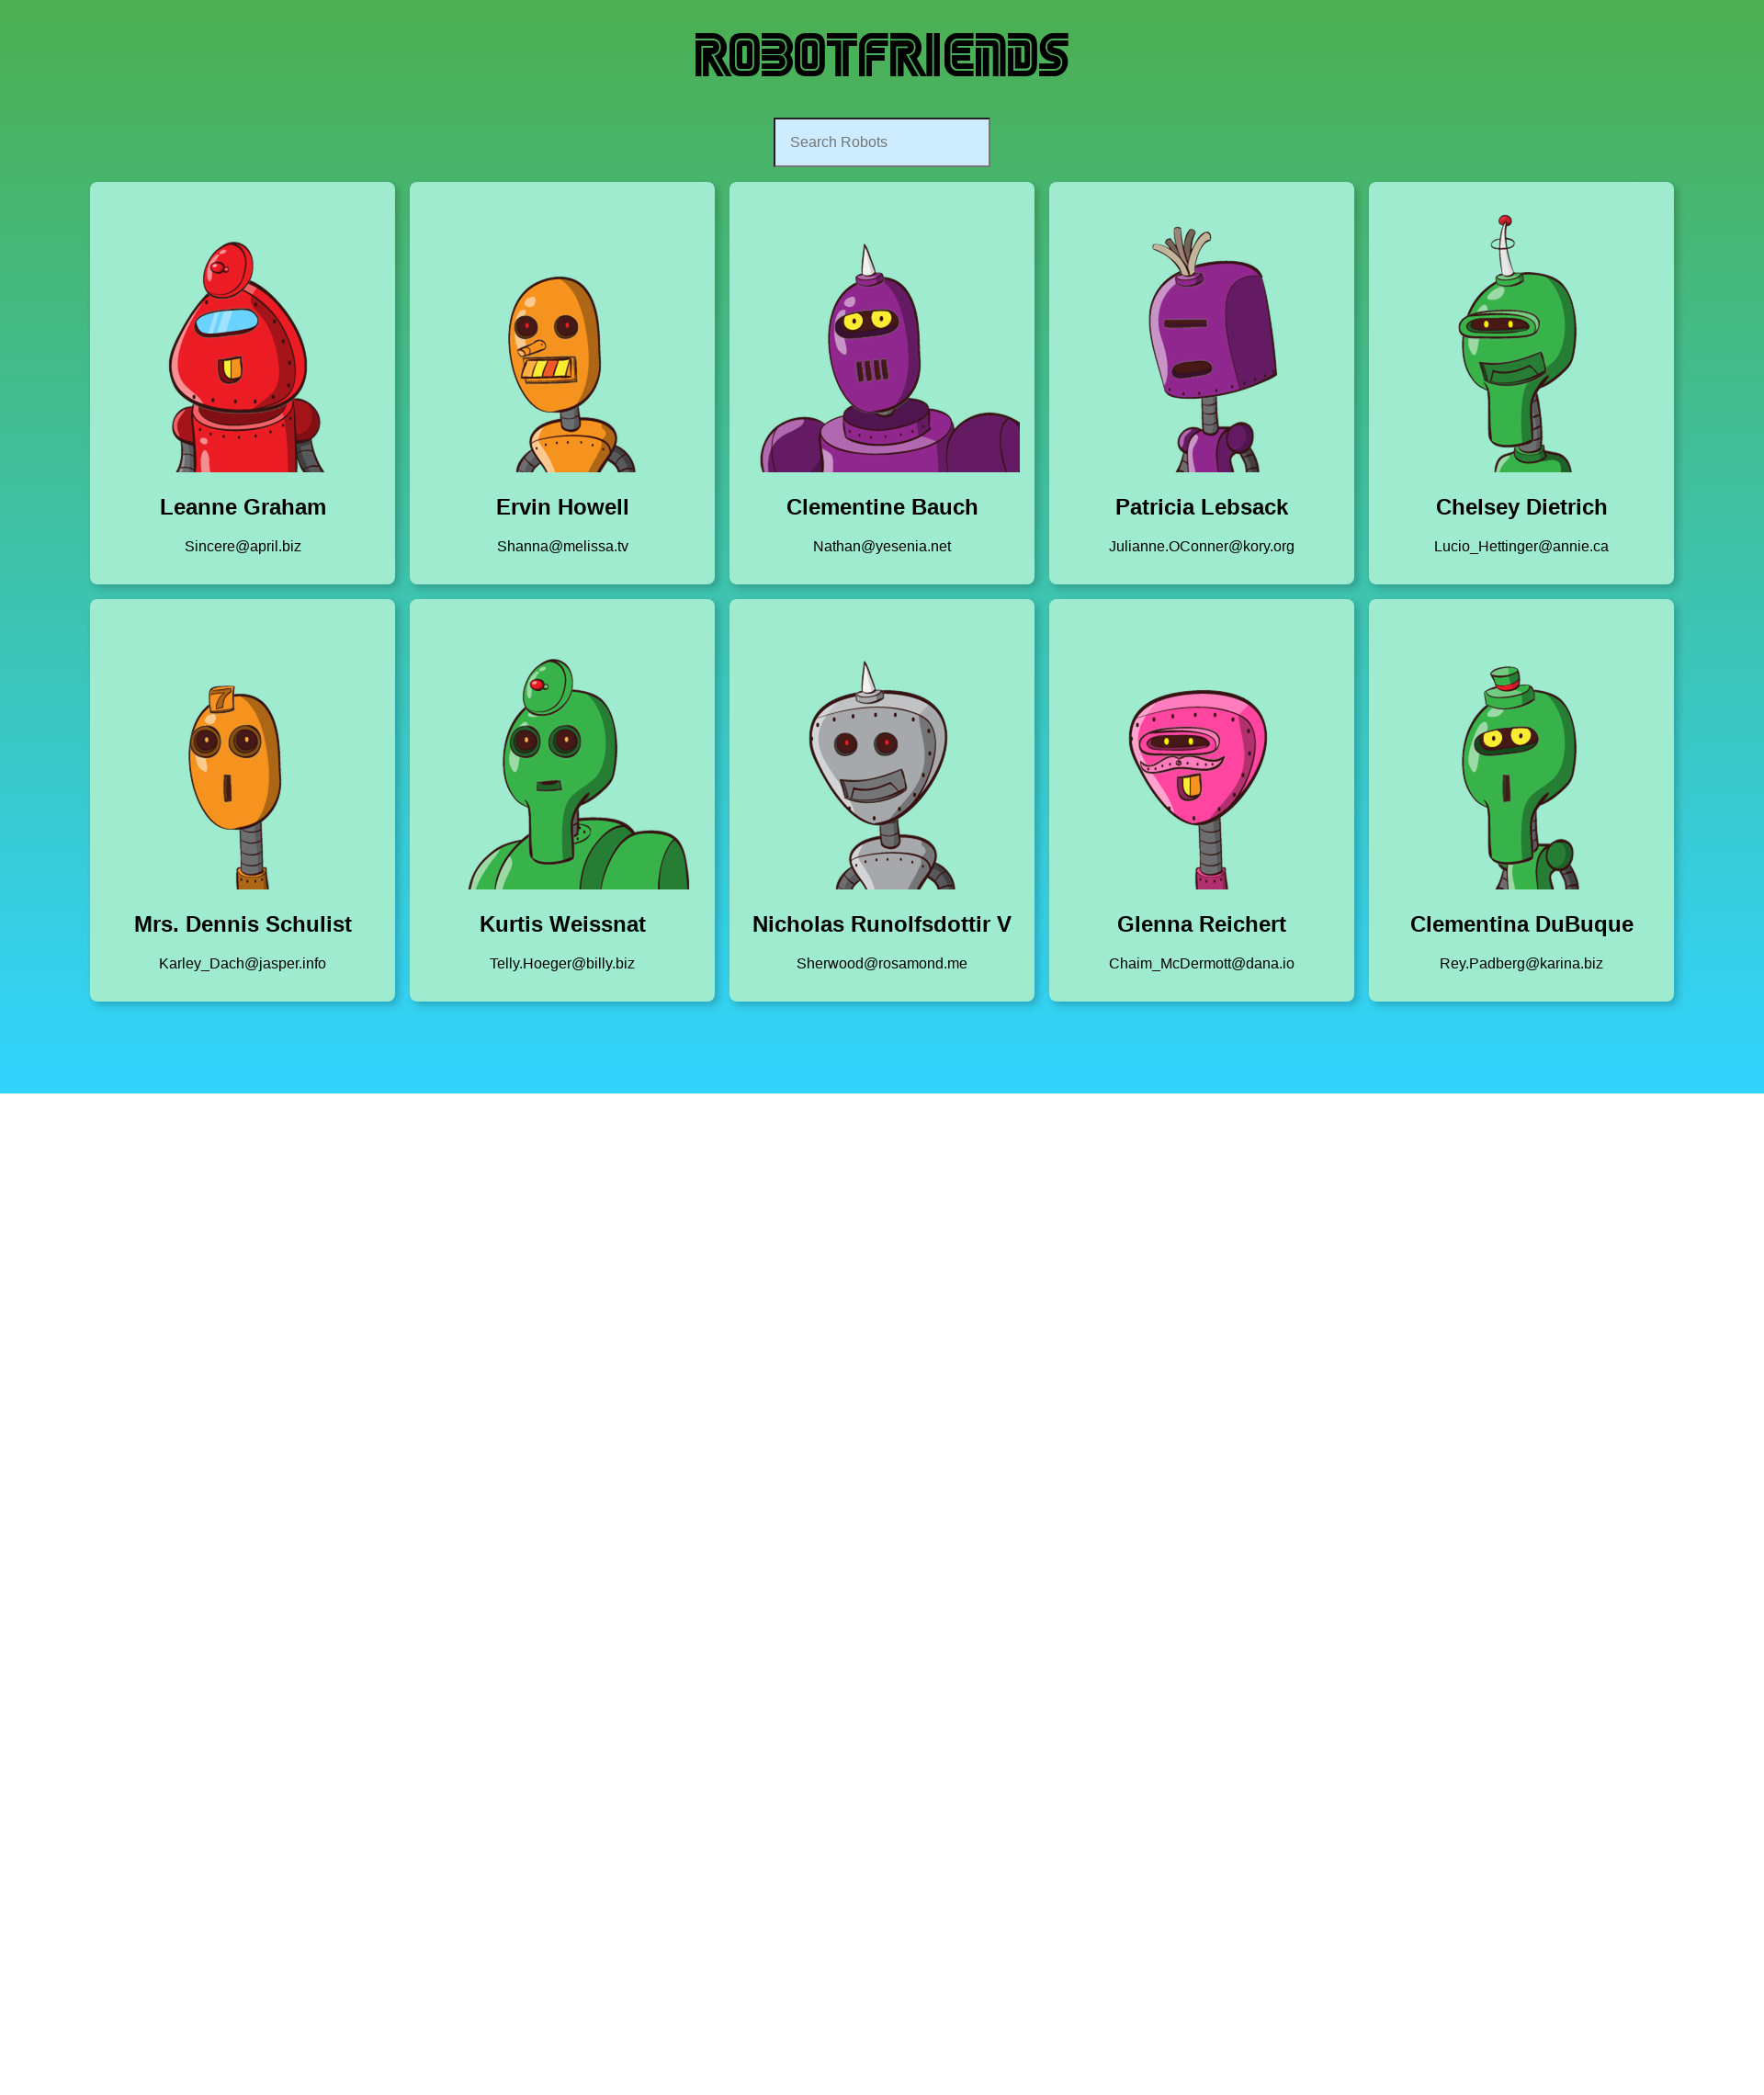 ROBOTFRIENDS
Search Robots
Leanne Graham
Sincere@april.biz
Ervin Howell
Shanna@melissa.tv
Clementine Bauch
Nathan@yesenia.net
Patricia Lebsack
Julianne.OConner@kory.org
Chelsey Dietrich
Lucio_Hettinger@annie.ca
7
Mrs. Dennis Schulist
Karley_Dach@jasper.info
Kurtis Weissnat
Telly.Hoeger@billy.biz
Nicholas Runolfsdottir V
Sherwood@rosamond.me
Glenna Reichert
Chaim_McDermott@dana.io
Clementina DuBuque
Rey.Padberg@karina.biz